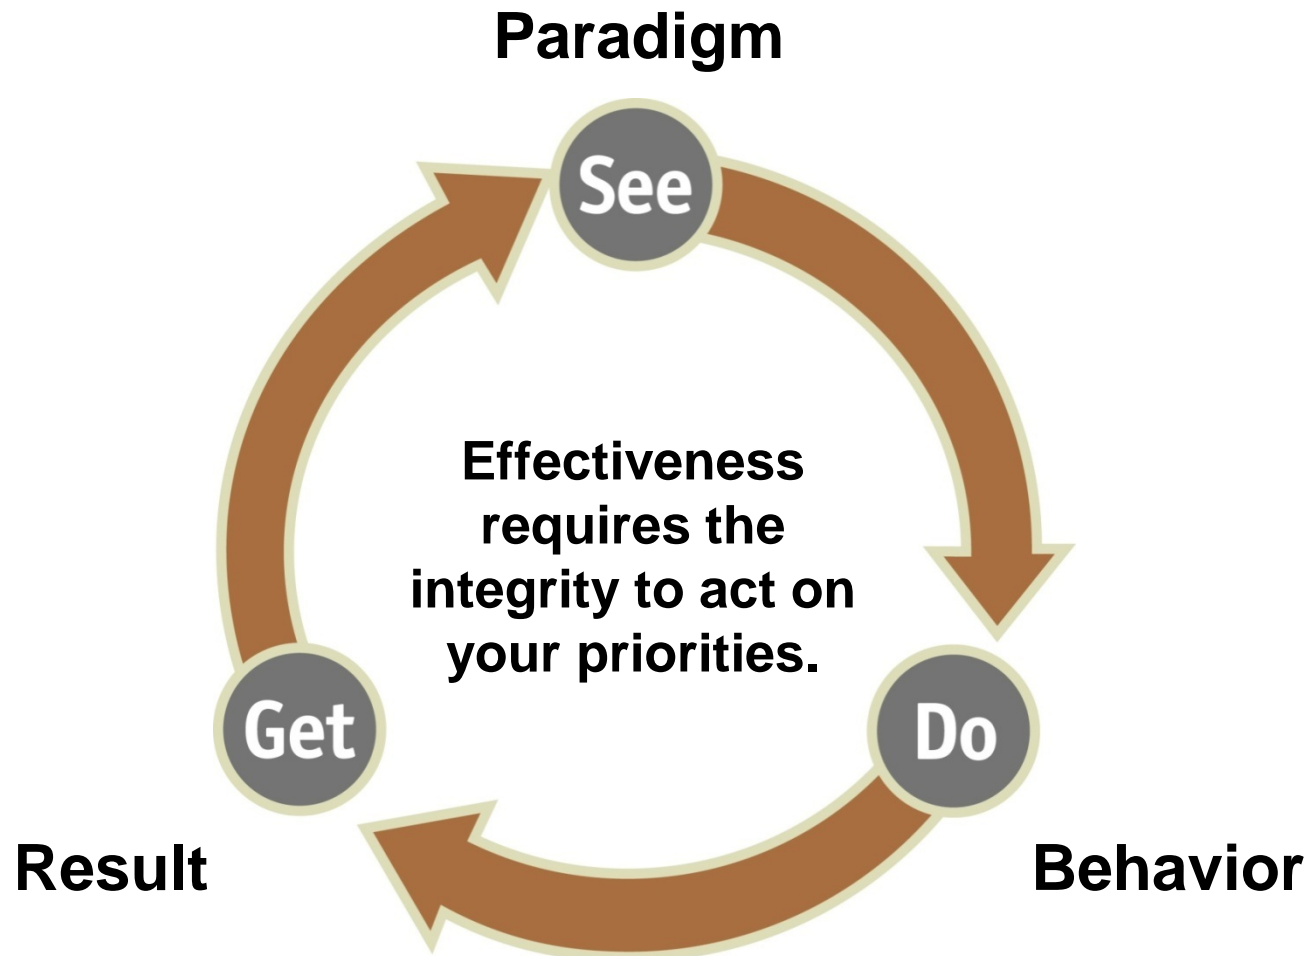 Paradigm
See
Effectiveness
requires the
integrity to act on
your priorities.
Get
Do
Result
Behavior